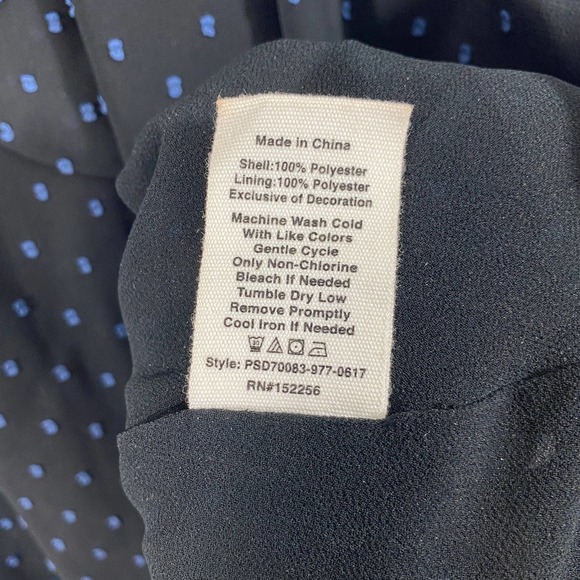 Made in China
Shell:100% Polyester
Lining:100% Polyester
Exclusive of Decoration
Machine Wash Cold
With Like Colors
Gentle Cycle
Only Non-Chlorine
Bleach If Needed
Tumble Dry Low
Remove Promptly
Cool Iron If Needed
Style: PSD70083-977-0617
RN#152256